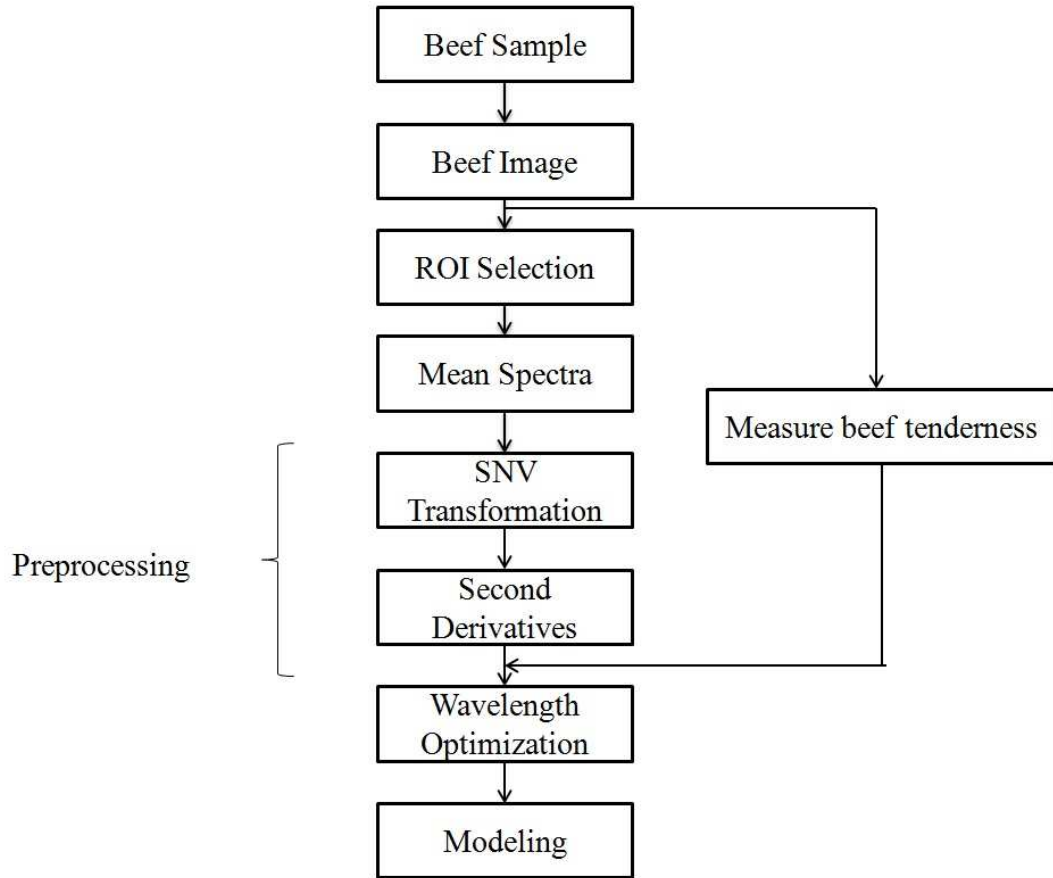 Beef Sample
Beef Image
ROI Selection
Mean Spectra
Measure beef tenderness
SNV
Transformation
Preprocessing
Second
Derivatives
Wavelength
Optimization
Modeling